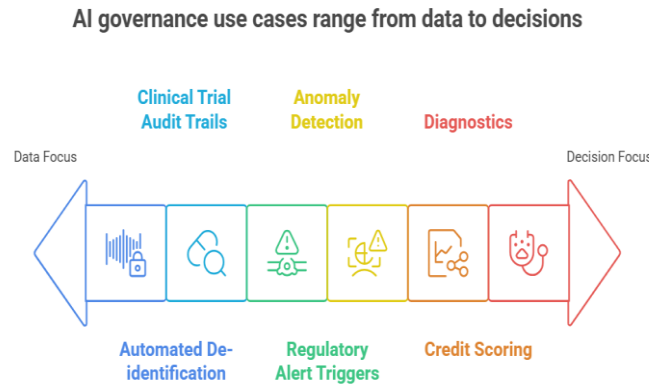 AI governance use cases range from data to decisions
Clinical Trial
Audit Trails
Anomaly
Detection
Diagnostics
Data Focus
Decision Focus
Automated De-
identification
Regulatory
Alert Triggers
Credit Scoring